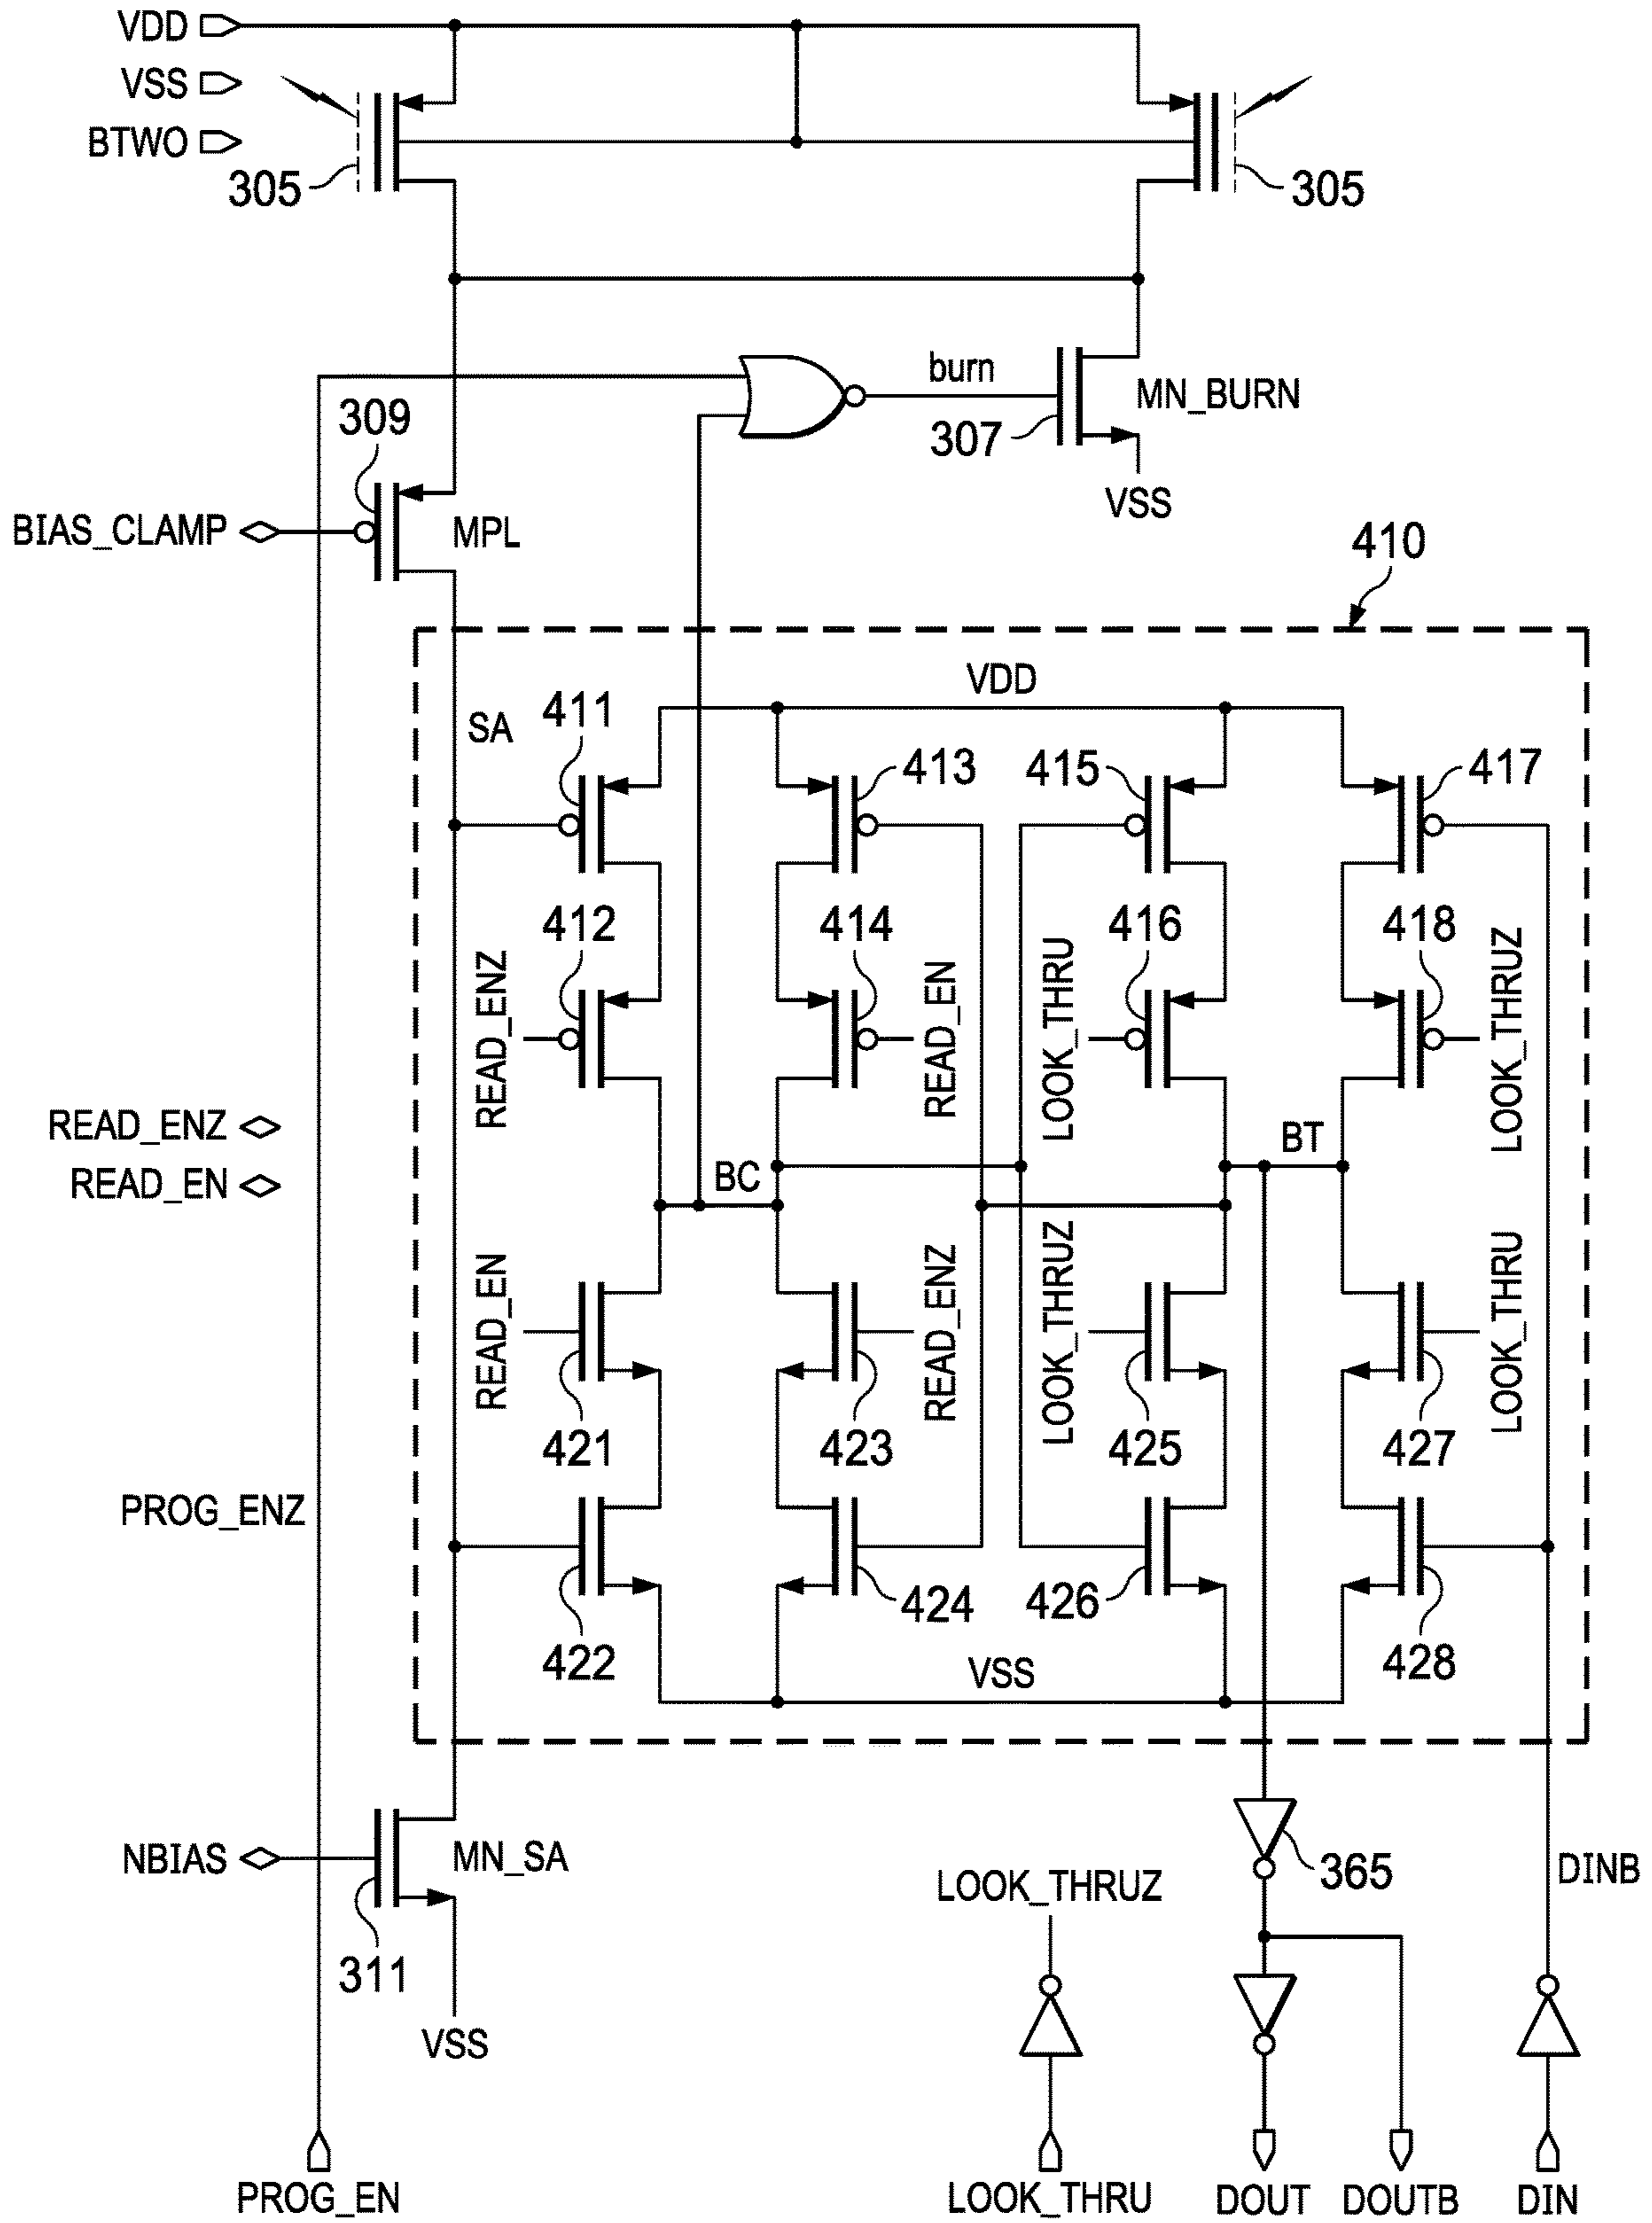 VDD
VSS
BTWO
305
305
burn
MN_BURN
307
VSS
309
BIAS_CLAMP
MPL
410
VDD
SA
411
413
415
417
412
414
416
418
READ_ENZ
READ_EN
LOOK_THRU
LOOK_THRUZ
READ_ENZ
READ_EN
BC
BT
READ_EN
READ_ENZ
LOOK_THRUZ
LOOK_THRU
421
423
425
427
PROG_ENZ
422
424
426
428
VSS
NBIAS
MN_SA
311
VSS
365
DINB
LOOK_THRUZ
PROG_EN
LOOK_THRU
DOUT
DOUTB
DIN